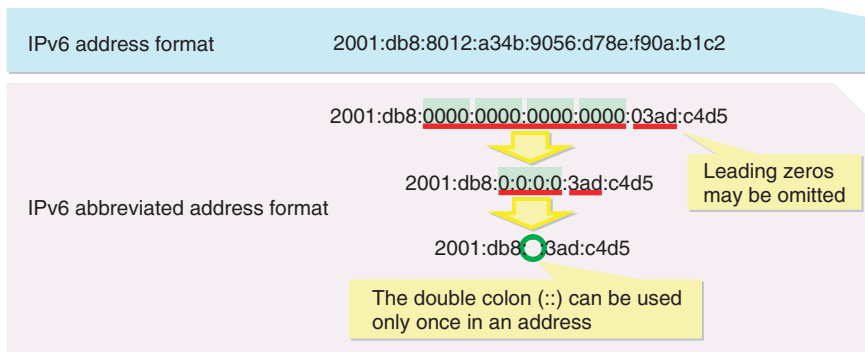 IPv6 address format
2001:db8:8012:a34b:9056:d78e:f90a:b1c2
2001:db8:0000:0000:0000:0000:03ad:c4d5
Leading zeros
may be omitted
2001:db8:0:0:0:0:3ad:c4d5
IPv6 abbreviated address format
2001:db8::3ad:c4d5
The double colon (::) can be used
only once in an address